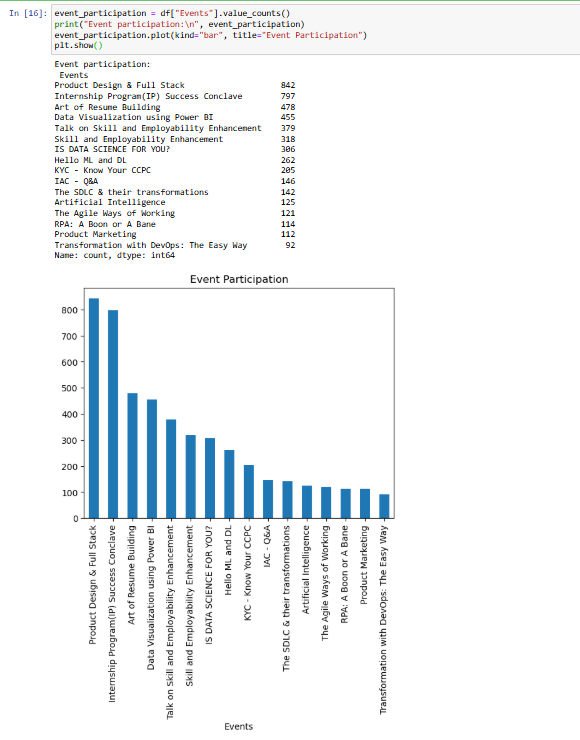 In [16]: event_participation = df["Events"].value_counts()
print("Event participation:\n", event_participation)
event_participation.plot(kind="bar", title="Event Participation")
plt.show()
Event participation:
Events
Product Design & Full Stack 842
Internship Program(IP) Success Conclave 797
Art of Resume Building 478
Data Visualization using Power BI 455
Talk on Skill and Employability Enhancement 379
Skill and Employability Enhancement 318
IS DATA SCIENCE FOR YOU? 306
Hello ML and DL 262
KYC - Know Your CCPC 205
IAC - Q&A 146
The SDLC & their transformations 142
Artificial Intelligence 125
The Agile Ways of Working 121
RPA: A Boon or A Bane 114
Product Marketing 112
Transformation with DevOps: The Easy Way 92
Name: count, dtype: int64
Event Participation
800
700
600
500
400
300
200
100
0
Product Design & Full Stack
Internship Program(IP) Success Conclave
Art of Resume Building
Data Visualization using Power BI
Talk on Skill and Employability Enhancement
Skill and Employability Enhancement
IS DATA SCIENCE FOR YOU?
Hello ML and DL
KYC - Know Your CCPC
IAC - Q&A
The SDLC & their transformations
Artificial Intelligence
The Agile Ways of Working
RPA: A Boon or A Bane
Product Marketing
Transformation with DevOps: The Easy Way
Events